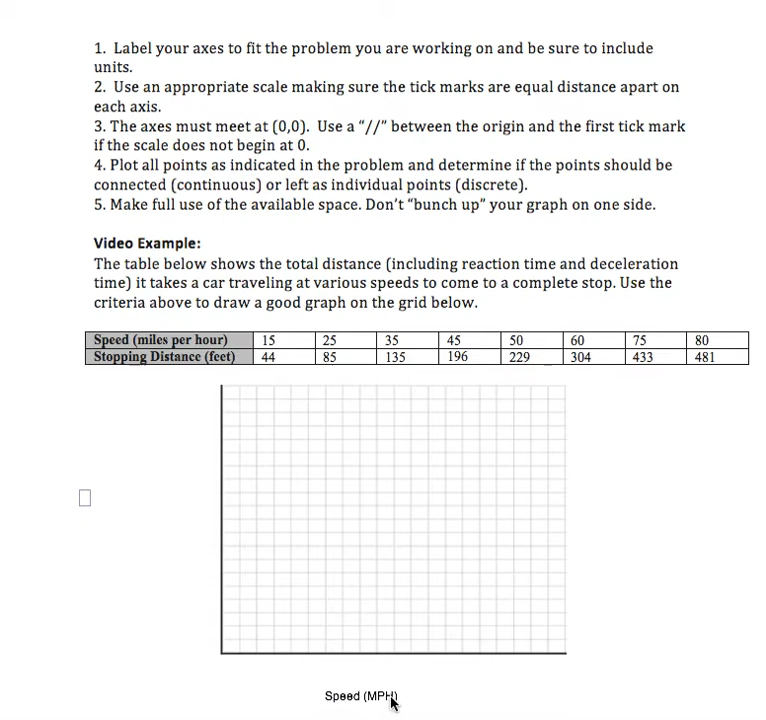 1. Label your axes to fit the problem you are working on and be sure to include
units.
2. Use an appropriate scale making sure the tick marks are equal distance apart on
each axis.
3. The axes must meet at (0,0). Use a “//” between the origin and the first tick mark
if the scale does not begin at 0.
4. Plot all points as indicated in the problem and determine if the points should be
connected (continuous) or left as individual points (discrete).
5. Make full use of the available space. Don’t “bunch up” your graph on one side.
Video Example:
The table below shows the total distance (including reaction time and deceleration
time) it takes a car traveling at various speeds to come to a complete stop. Use the
criteria above to draw a good graph on the grid below.
Speed (miles per hour) 15 25 35 45 50 60 75 80
Stopping Distance (feet) 44 85 135 196 229 304 433 481
Speed (MPH)